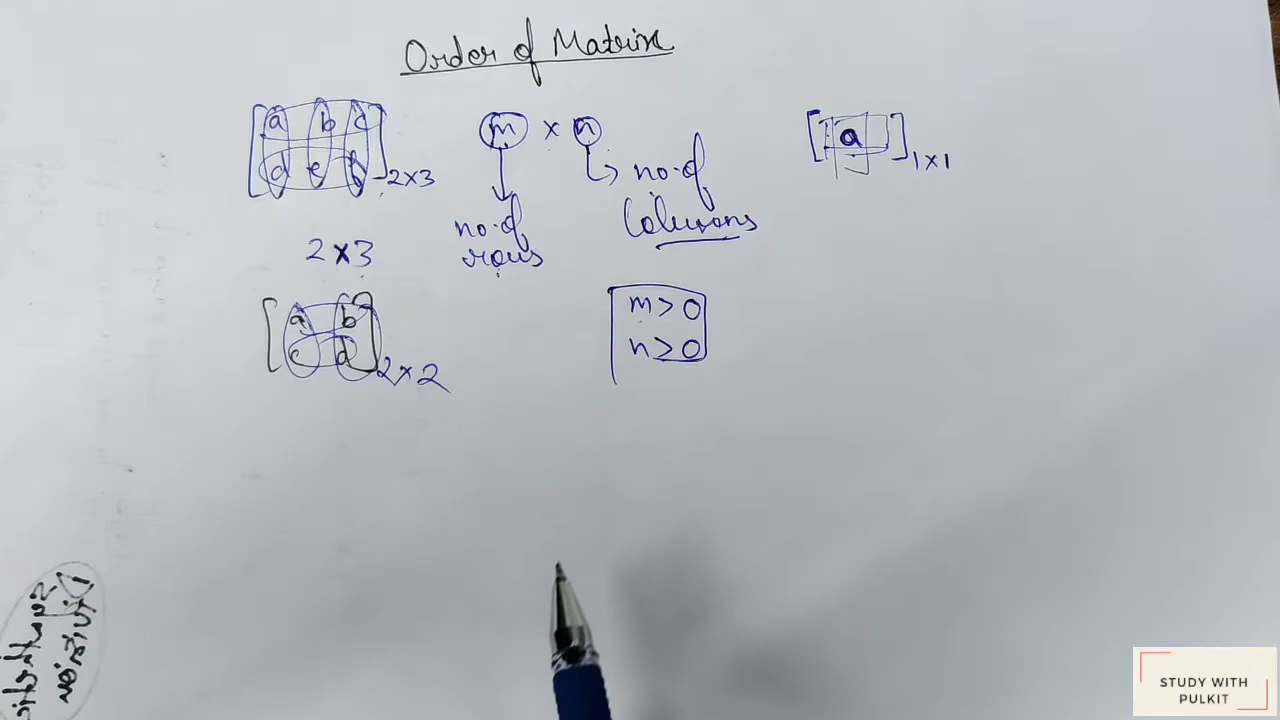 Order of Matrix
[a b c
d e f] 2×3
m × n
no. of rows
no. of Columns
[a] 1×1
2×3
[a b
c d] 2×2
m>0
n>0
STUDY WITH
PULKIT